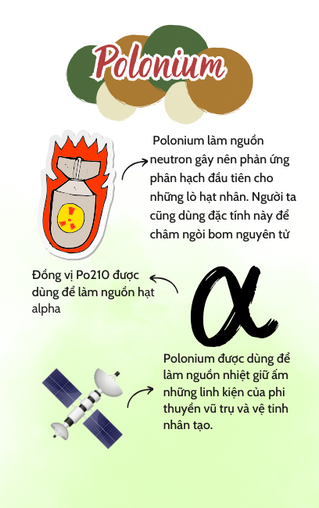 Polonium
Polonium làm nguồn
neutron gây nên phản ứng
phân hạch đầu tiên cho
những lò hạt nhân. Người ta
cũng dùng đặc tính này để
châm ngòi bom nguyên tử
Đồng vị Po210 được
dùng để làm nguồn hạt
alpha
α
Polonium được dùng để
làm nguồn nhiệt giữ ấm
những linh kiện của phi
thuyền vũ trụ và vệ tinh
nhân tạo.